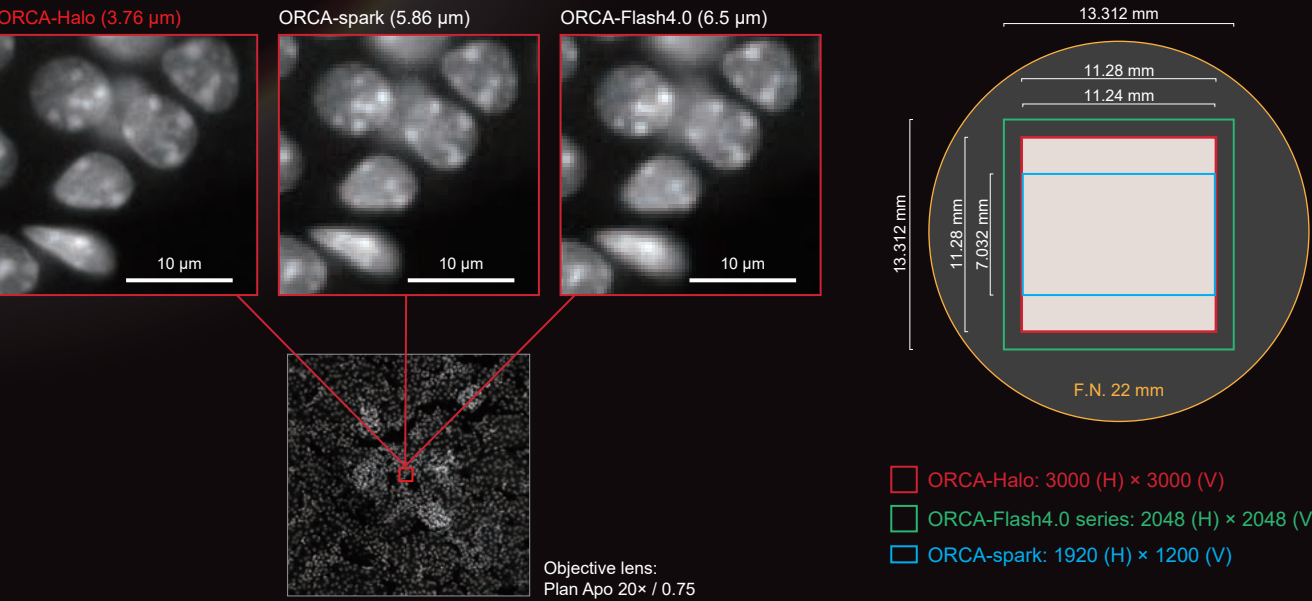 ORCA-Halo (3.76 µm)
ORCA-spark (5.86 µm)
ORCA-Flash4.0 (6.5 µm)
10 µm
10 µm
10 µm
Objective lens:
Plan Apo 20× / 0.75
13.312 mm
11.28 mm
11.24 mm
13.312 mm
11.28 mm
7.032 mm
F.N. 22 mm
ORCA-Halo: 3000 (H) × 3000 (V)
ORCA-Flash4.0 series: 2048 (H) × 2048 (V
ORCA-spark: 1920 (H) × 1200 (V)